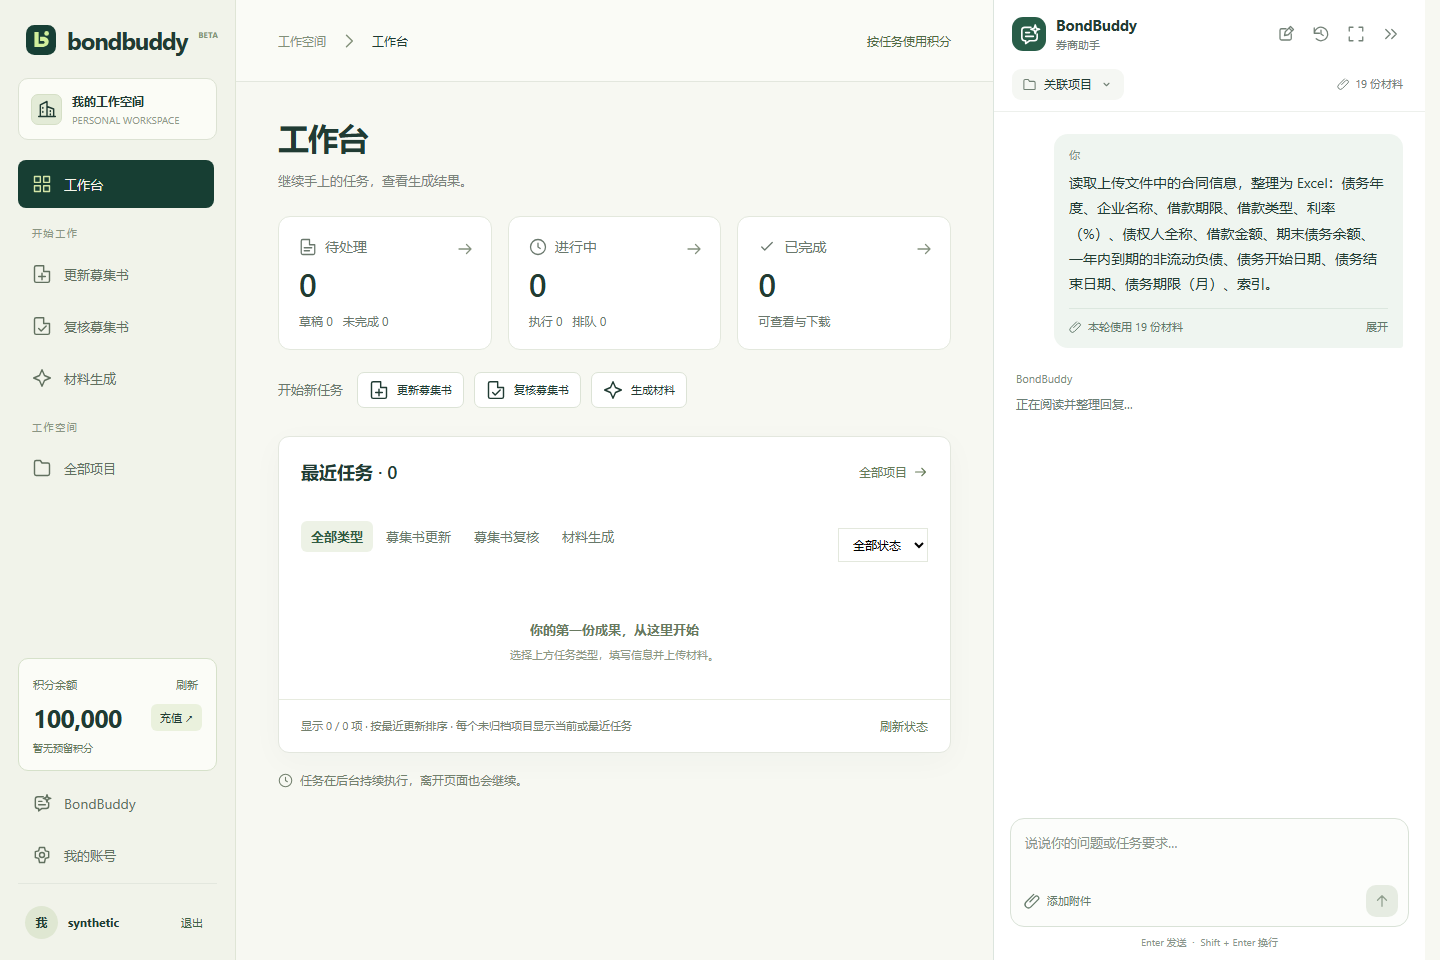 bondbuddy BETA
我的工作空间
PERSONAL WORKSPACE
工作台
开始工作
更新募集书
复核募集书
材料生成
工作空间
全部项目
积分余额 刷新
100,000 充值 ↗
暂无预留积分
BondBuddy
我的账号
我 synthetic 退出
工作空间 工作台 按任务使用积分
工作台
继续手上的任务，查看生成结果。
待处理
0
草稿 0 未完成 0
进行中
0
执行 0 排队 0
已完成
0
可查看与下载
开始新任务 更新募集书 复核募集书 生成材料
最近任务 · 0 全部项目
全部类型 募集书更新 募集书复核 材料生成 全部状态
你的第一份成果，从这里开始
选择上方任务类型，填写信息并上传材料。
显示 0 / 0 项 · 按最近更新排序 · 每个未归档项目显示当前或最近任务 刷新状态
任务在后台持续执行，离开页面也会继续。
BondBuddy
券商助手
关联项目 19 份材料
你
读取上传文件中的合同信息，整理为 Excel：债务年
度、企业名称、借款期限、借款类型、利率
（%）、债权人全称、借款金额、期末债务余额、
一年内到期的非流动负债、债务开始日期、债务结
束日期、债务期限（月）、索引。
本轮使用 19 份材料 展开
BondBuddy
正在阅读并整理回复...
说说你的问题或任务要求...
添加附件
Enter 发送 · Shift + Enter 换行